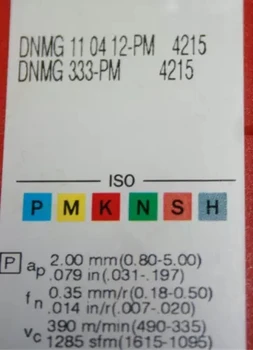 DNMG 11 04 12-PM 4215
DNMG 333-PM 4215
ISO
P M K N S H
P ap 2.00 mm(0.80-5.00)
.079 in(.031-.197)
fn 0.35 mm/r(0.18-0.50)
.014 in/r(.007-.020)
vc 390 m/min(490-335)
1285 sfm(1615-1095)